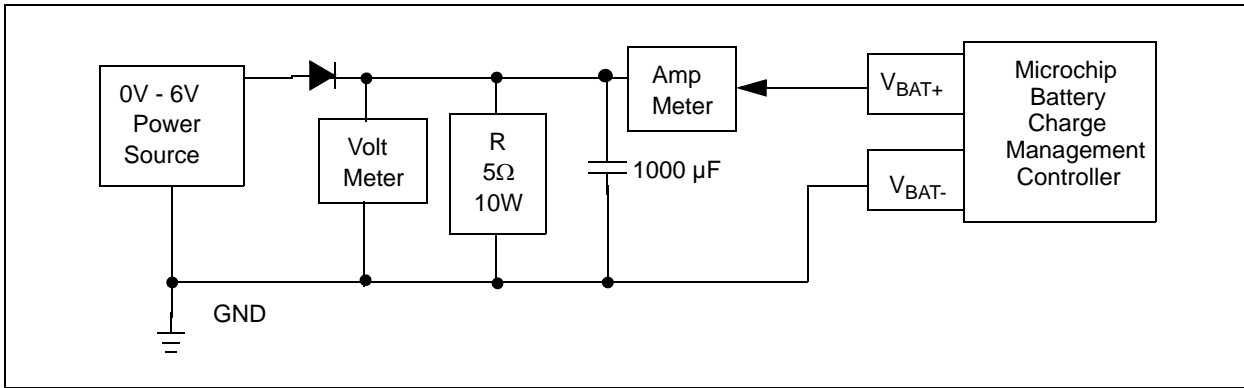 0V - 6V
Power
Source
Volt
Meter
R
5Ω
10W
1000 µF
Amp
Meter
VBAT+
VBAT-
Microchip
Battery
Charge
Management
Controller
GND